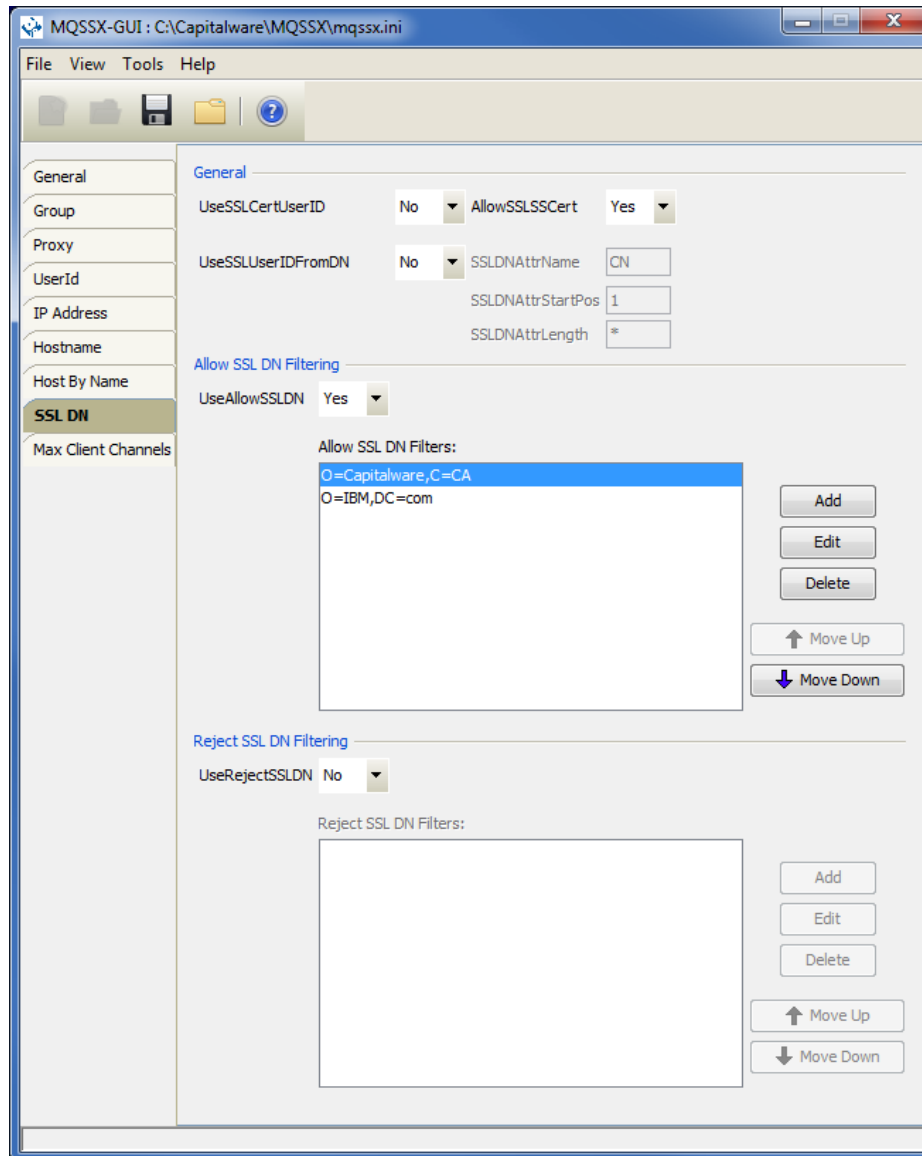 MQSSX-GUI : C:\Capitalware\MQSSX\mqssx.ini
File View Tools Help
General
Group
Proxy
UserId
IP Address
Hostname
Host By Name
SSL DN
Max Client Channels
General
UseSSLCertUserID No AllowSSLSSCert Yes
UseSSLUserIDFromDN No SSLDNAttrName CN
SSLDNAttrStartPos 1
SSLDNAttrLength *
Allow SSL DN Filtering
UseAllowSSLDN Yes
Allow SSL DN Filters:
O=Capitalware,C=CA
O=IBM,DC=com
Add
Edit
Delete
Move Up
Move Down
Reject SSL DN Filtering
UseRejectSSLDN No
Reject SSL DN Filters:
Add
Edit
Delete
Move Up
Move Down